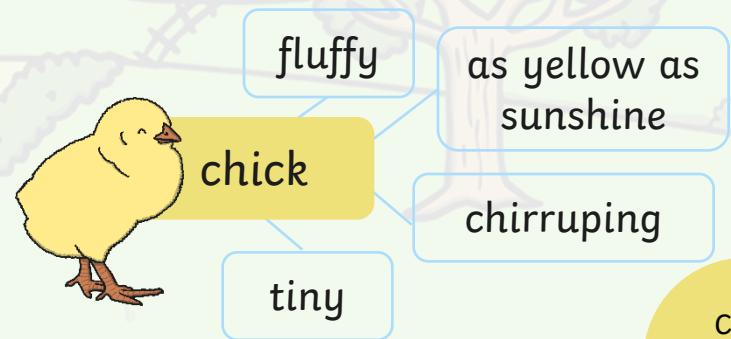 fluffy
as yellow as
sunshine
chick
chirruping
tiny
c